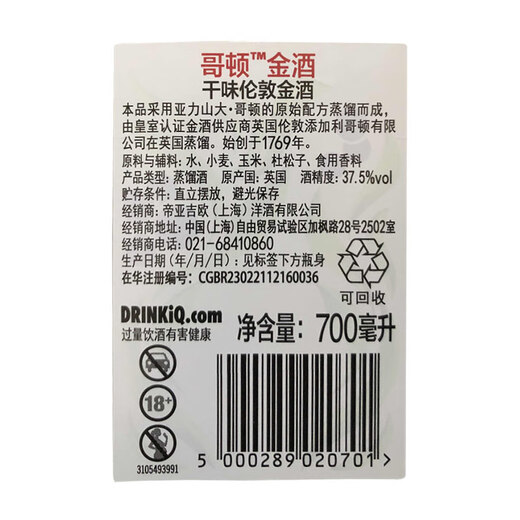 哥顿™金酒
干味伦敦金酒
本品采用亚力山大·哥顿的原始配方蒸馏而成,
由皇室认证金酒供应商英国伦敦添加利哥顿有限
公司在英国蒸馏。始创于1769年。
原料与辅料: 水、小麦、玉米、杜松子、食用香料
产品类型: 蒸馏酒 原产国: 英国 酒精度: 37.5%vol
贮存条件: 直立摆放, 避光保存
经销商: 帝亚吉欧(上海)洋酒有限公司
地址: 中国(上海)自由贸易试验区加枫路28号2502室
经销商电话: 021-68410860
生产日期(年/月/日): 见标签下方瓶身
在华注册编号: CGBR23022112160036
可回收
DRINKiQ.com
过量饮酒有害健康
净含量: 700毫升
18+
3105493991
5 000289 020701